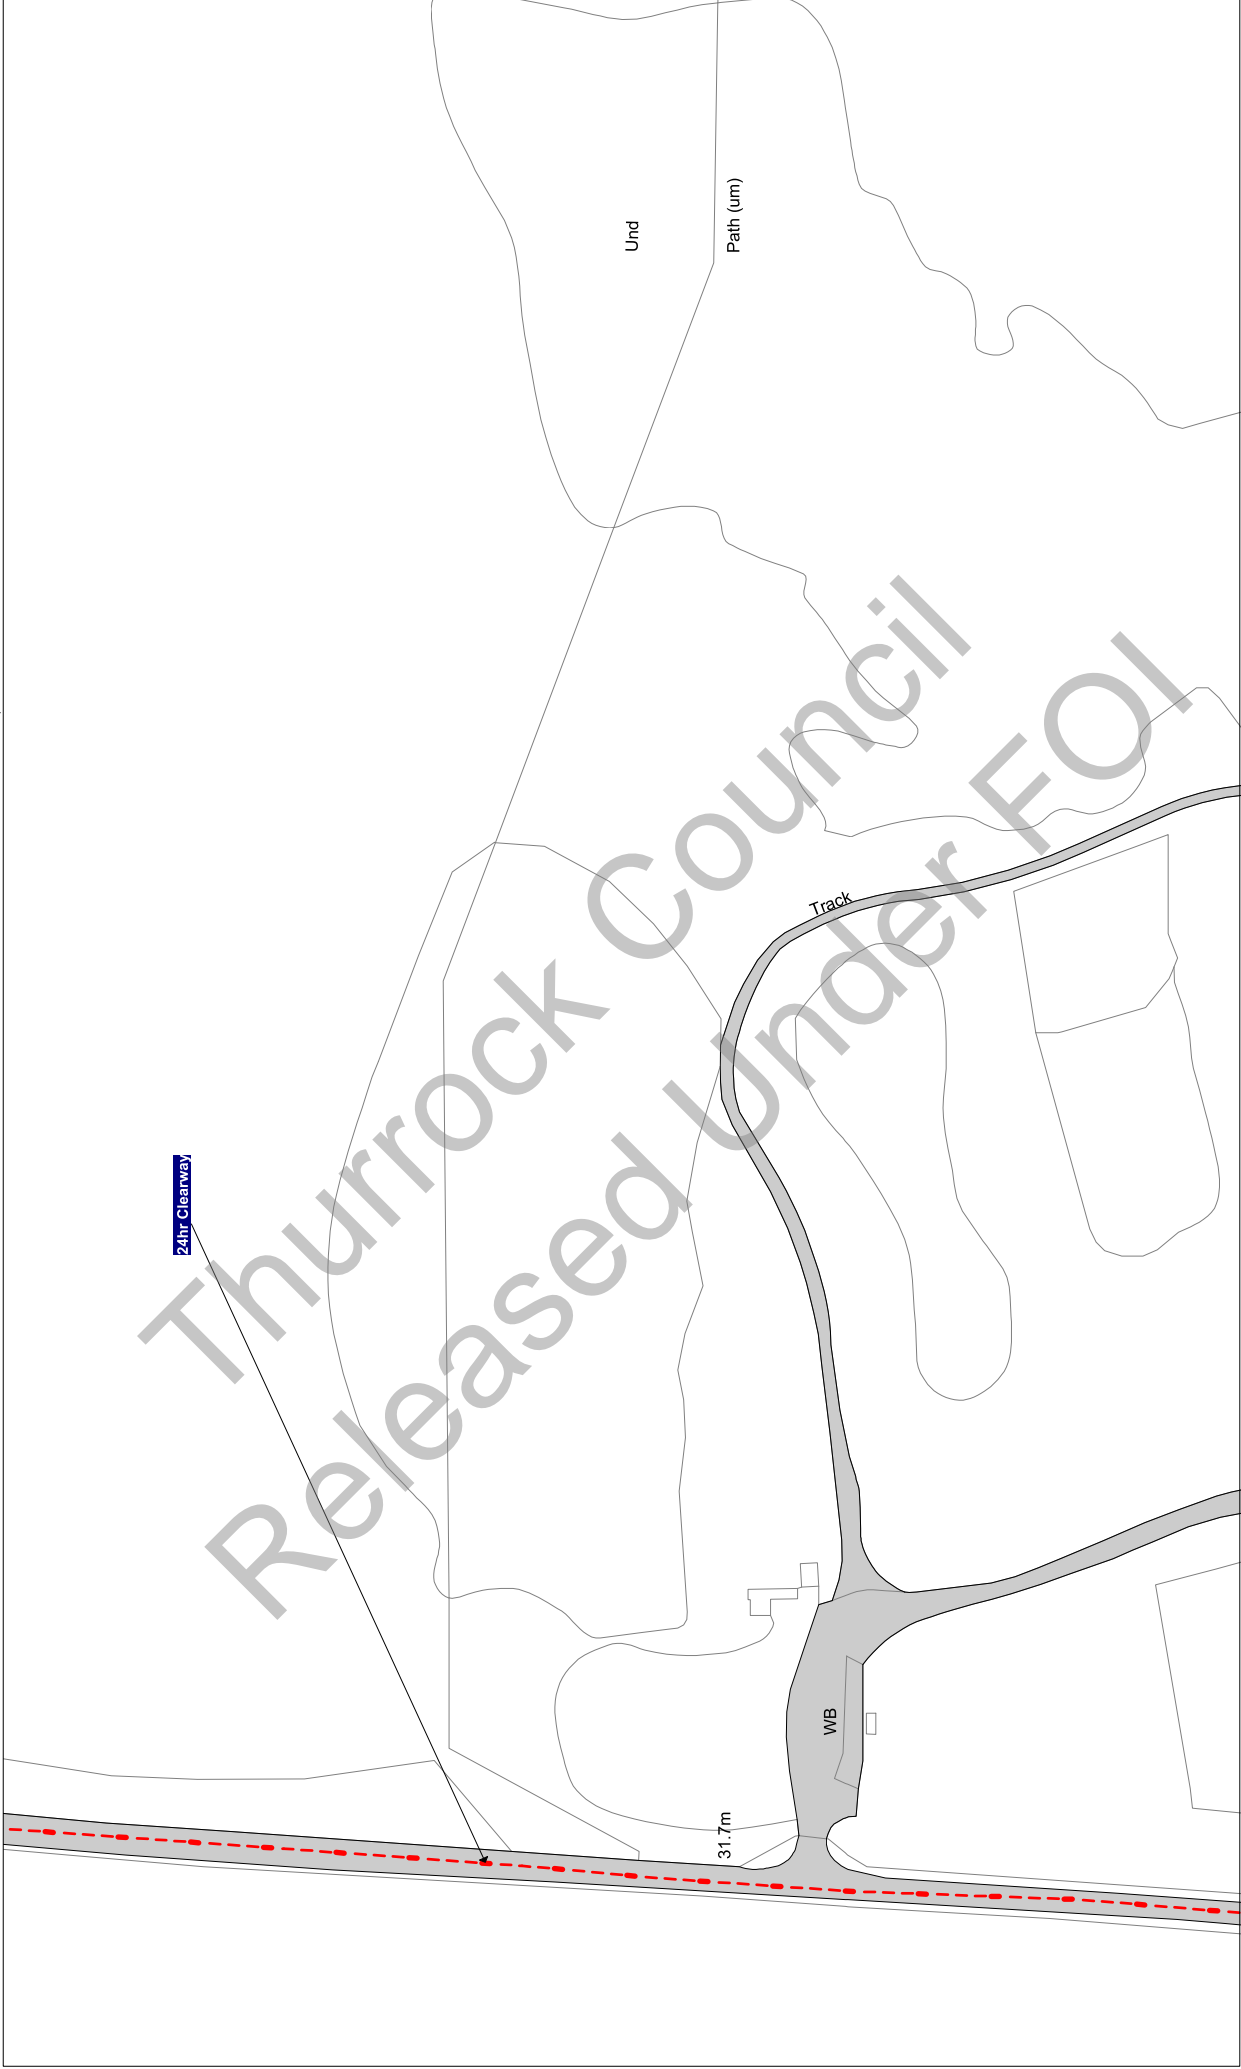 Und
Path (um)
Track
24hr Clearway
WB
31.7m
Thurrock Council
Released Under FOI